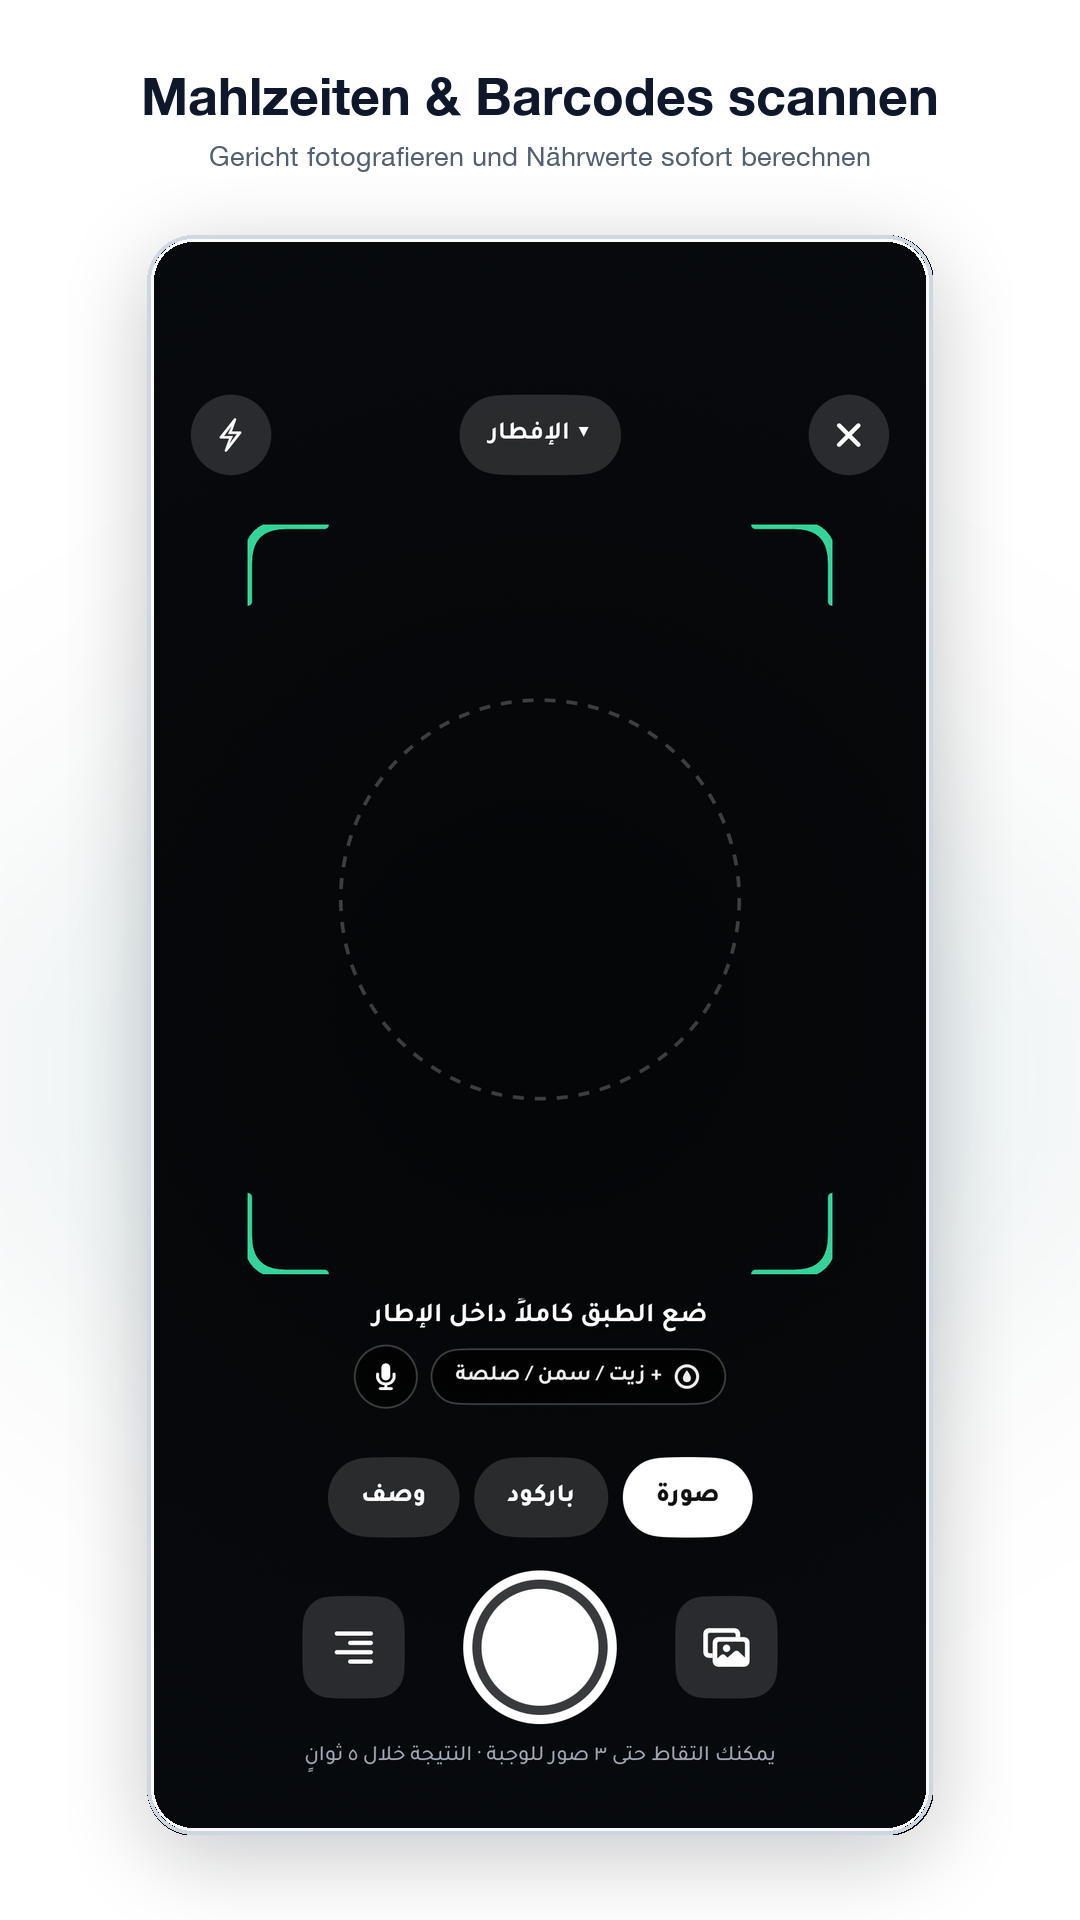 Mahlzeiten & Barcodes scannen
Gericht fotografieren und Nährwerte sofort berechnen
الإفطار ▾
ضع الطبق كاملاً داخل الإطار
+ زيت / سمن / صلصة
صورة باركود وصف
يمكنك التقاط حتى ٣ صور للوجبة · النتيجة خلال ٥ ثوانٍ